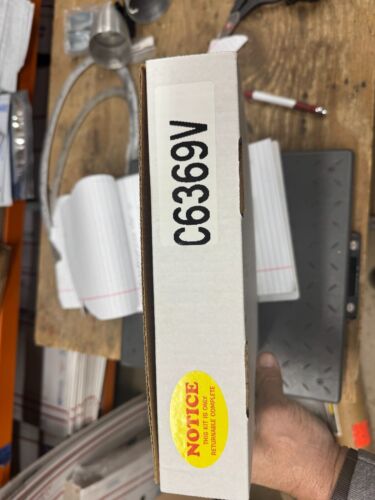 C6369V
NOTICE
THIS KIT IS ONLY
RETURNABLE COMPLETE